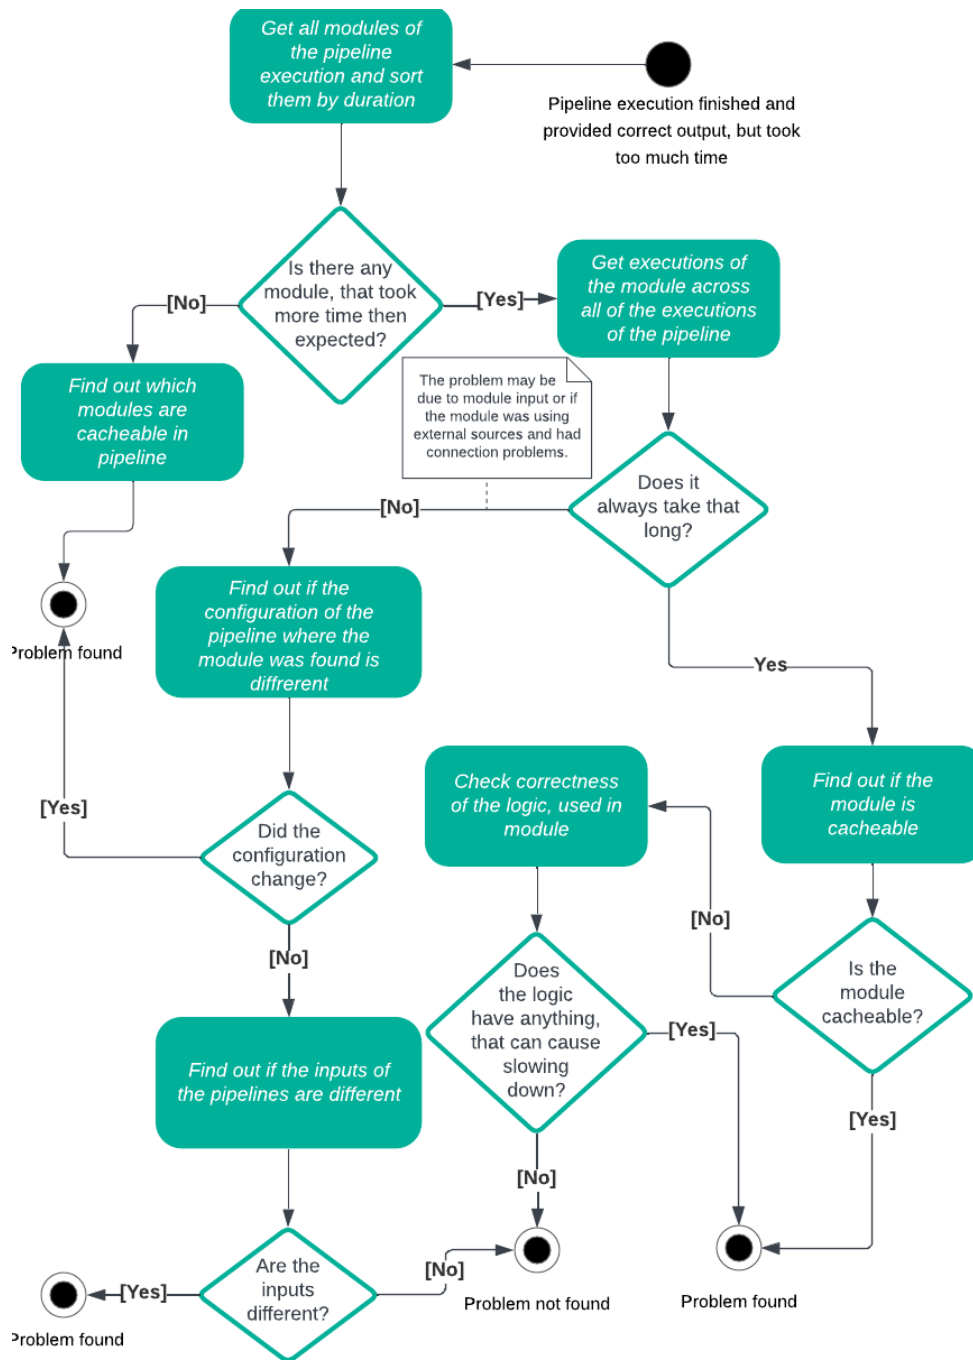 Get all modules of
the pipeline
execution and sort
them by duration
Pipeline execution finished and
provided correct output, but took
too much time
Is there any
module, that took
more time then
expected?
[No]
[Yes]
Get executions of
the module across
all of the executions
of the pipeline
Find out which
modules are
cacheable in
pipeline
The problem may be
due to module input or if
the module was using
external sources and had
connection problems.
Does it
always take that
long?
[No]
Yes
Problem found
Find out if the
configuration of the
pipeline where the
module was found is
diffrerent
[Yes]
Did the
configuration
change?
Check correctness
of the logic, used in
module
Find out if the
module is
cacheable
[No]
[No]
Does
the logic
have anything,
that can cause
slowing
down?
[Yes]
Is the
module
cacheable?
Find out if the inputs of
the pipelines are different
[Yes]
[No]
Are the
inputs
different?
[Yes]
[No]
Problem found
Problem not found
Problem found